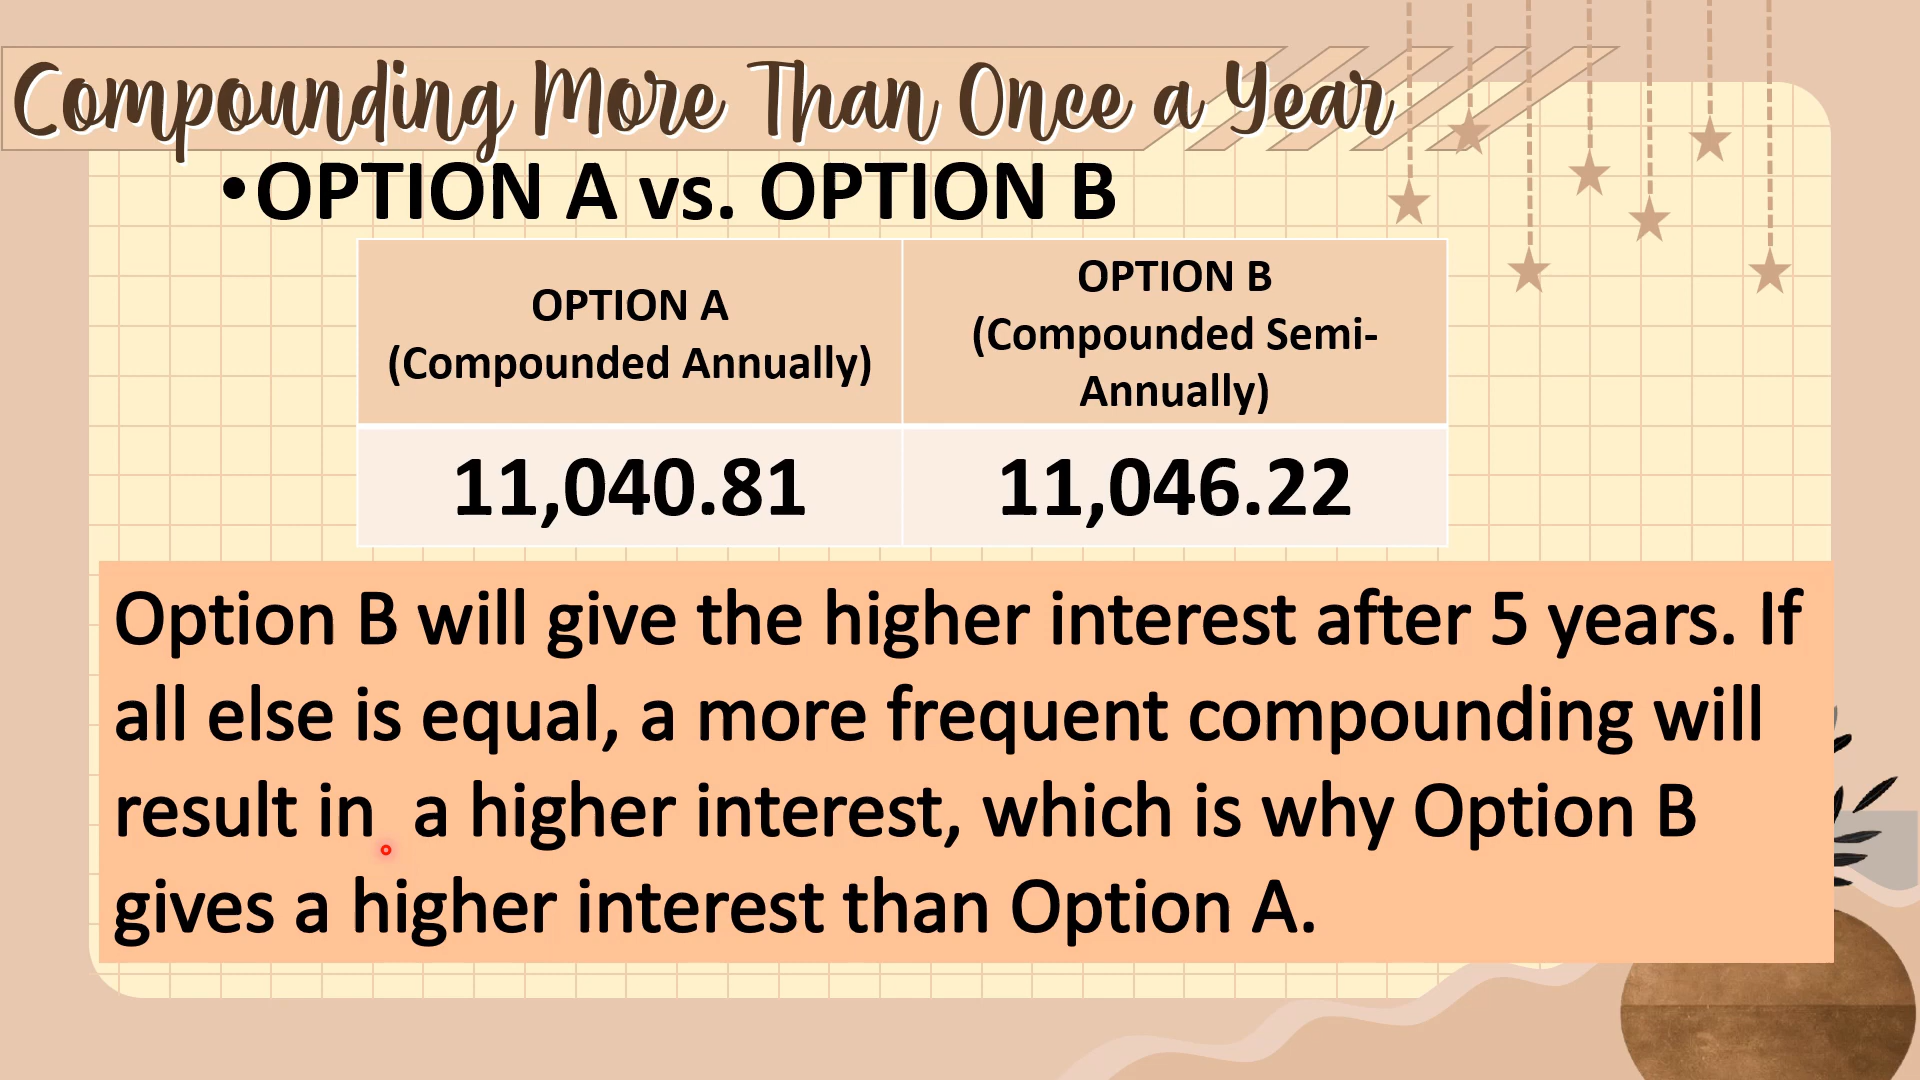 Compounding More Than Once a Year
•OPTION A vs. OPTION B
OPTION A
(Compounded Annually)
OPTION B
(Compounded Semi-
Annually)
11,040.81
11,046.22
Option B will give the higher interest after 5 years. If
all else is equal, a more frequent compounding will
result in  a higher interest, which is why Option B
gives a higher interest than Option A.